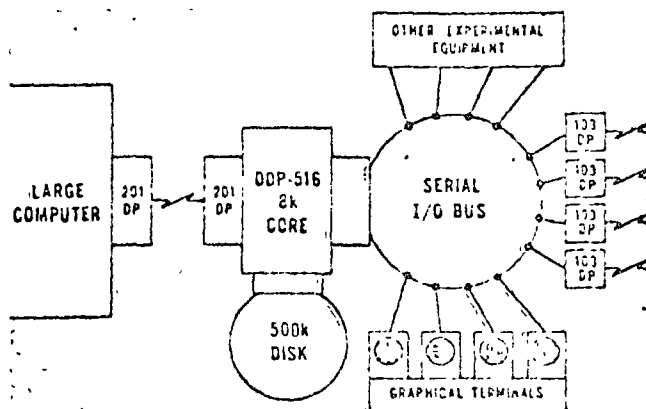 OTHER EXPERIMENTAL
EQUIPMENT
LARGE
COMPUTER
201
DP
201
DP
DDP-516
8k
CORE
SERIAL
I/O BUS
103
DP
103
DP
103
DP
103
DP
500k
DISK
GRAPHICAL TERMINALS